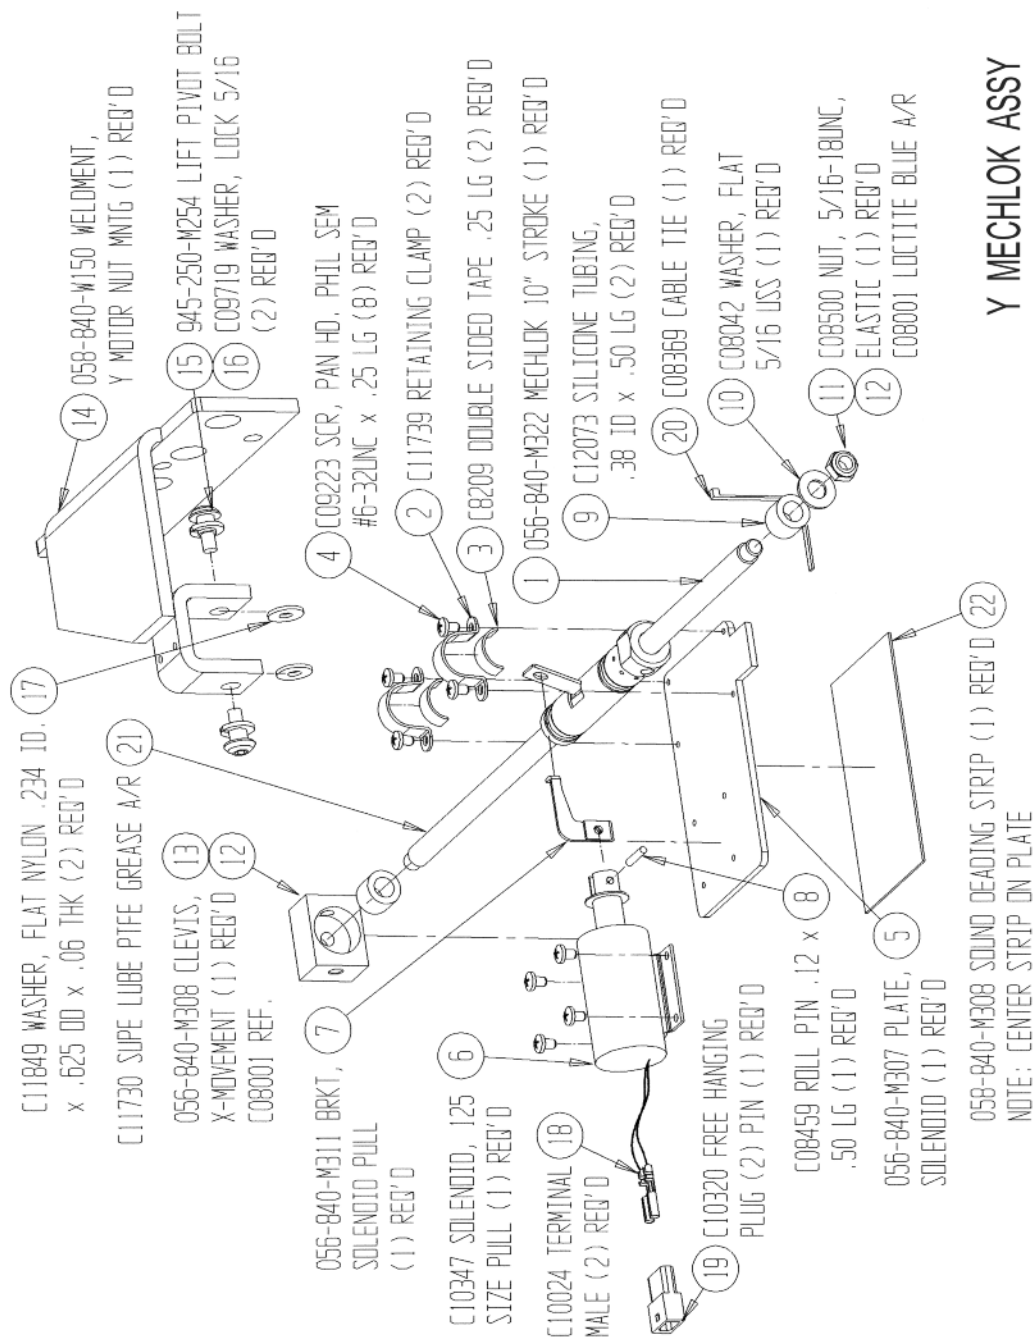 C11849 WASHER, FLAT NYLON .234 ID.
X .625 OD x .06 THK (2) REQ'D
17
C11730 SUPE LUBE PTFE GREASE A/R
21
056-840-M308 CLEVIS,
X-MOVEMENT (1) REQ'D
C08001 REF.
13
12
056-840-M311 BRKT,
SOLENOID PULL
(1) REQ'D
7
C10347 SOLENOID, 125
SIZE PULL (1) REQ'D
6
C10024 TERMINAL
MALE (2) REQ'D
18
19
C10320 FREE HANGING
PLUG (2) PIN (1) REQ'D
C08459 ROLL PIN .12 x
.50 LG (1) REQ'D
8
056-840-M307 PLATE,
SOLENOID (1) REQ'D
5
058-840-M308 SOUND DEADING STRIP (1) REQ'D
NOTE: CENTER STRIP ON PLATE
22
14
058-840-W150 WELDMENT,
Y MOTOR NUT MNTG (1) REQ'D
15
945-250-M254 LIFT PIVOT BOLT
16
C09719 WASHER, LOCK 5/16
(2) REQ'D
4
C09223 SCR, PAN HD, PHIL SEM
#6-32UNC x .25 LG (8) REQ'D
2
C11739 RETAINING CLAMP (2) REQ'D
3
C8209 DOUBLE SIDED TAPE .25 LG (2) REQ'D
1
056-840-M322 MECHLOK 10" STROKE (1) REQ'D
9
C12073 SILICONE TUBING,
.38 ID x .50 LG (2) REQ'D
20
C08369 CABLE TIE (1) REQ'D
10
C08042 WASHER, FLAT
5/16 USS (1) REQ'D
11
12
C08500 NUT, 5/16-18UNC,
ELASTIC (1) REQ'D
C08001 LOCTITE BLUE A/R
Y MECHLOK ASSY